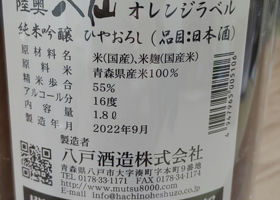 陸奥八仙 オレンジラベル
純米吟醸 ひやおろし (品目:日本酒)
原材料名 米(国産)、米麹(国産米)
原料米 青森県産米100%
精米歩合 55%
アルコール分 16度
内容量 1.8ℓ
製造年月 2022年9月
製造者
八戸酒造株式会社
青森県八戸市大字湊町字本町9番地
TEL 0178-33-1171 FAX 0178-34-1174
www.mutsu8000.com
magatama@hachinoheshuzo.co.jp
4947965005106